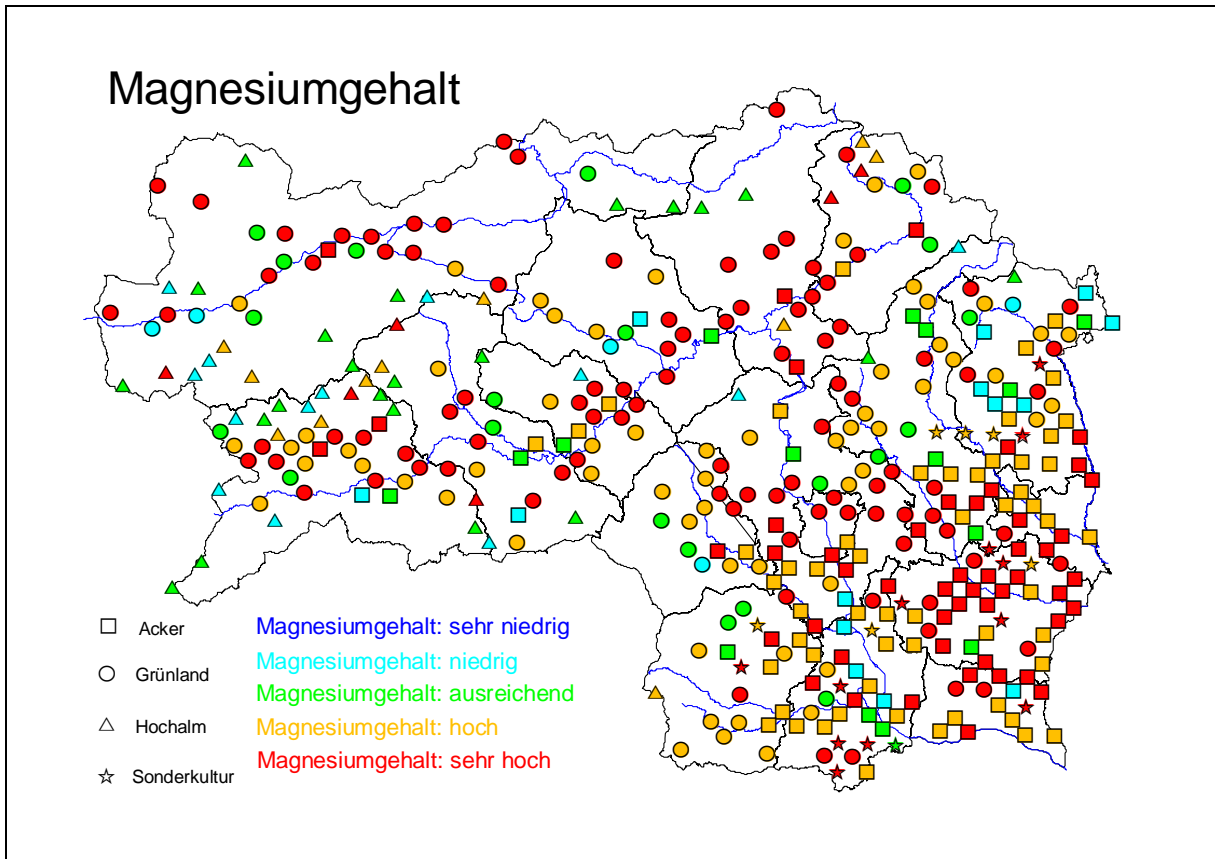 Magnesiumgehalt
Acker
Grünland
Hochalm
Sonderkultur
Magnesiumgehalt: sehr niedrig
Magnesiumgehalt: niedrig
Magnesiumgehalt: ausreichend
Magnesiumgehalt: hoch
Magnesiumgehalt: sehr hoch